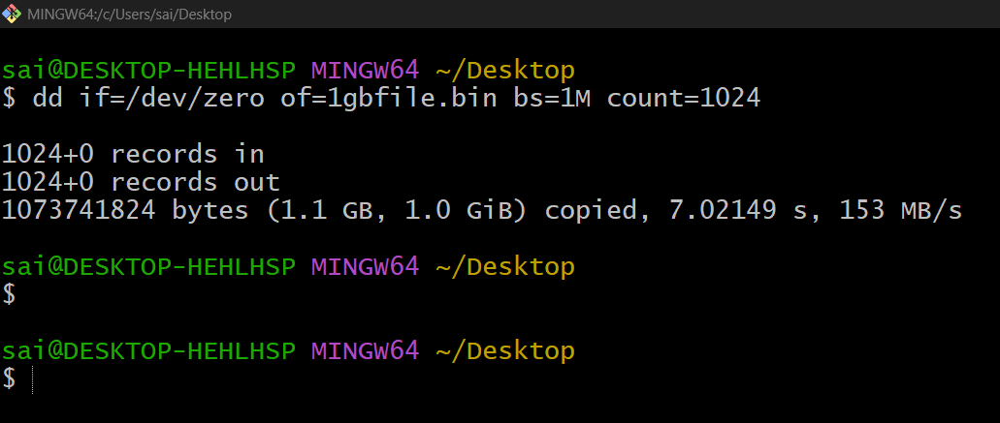 MINGW64:/c/Users/sai/Desktop
sai@DESKTOP-HEHLHSP MINGW64 ~/Desktop
$ dd if=/dev/zero of=1gbfile.bin bs=1M count=1024
1024+0 records in
1024+0 records out
1073741824 bytes (1.1 GB, 1.0 GiB) copied, 7.02149 s, 153 MB/s
sai@DESKTOP-HEHLHSP MINGW64 ~/Desktop
$
sai@DESKTOP-HEHLHSP MINGW64 ~/Desktop
$